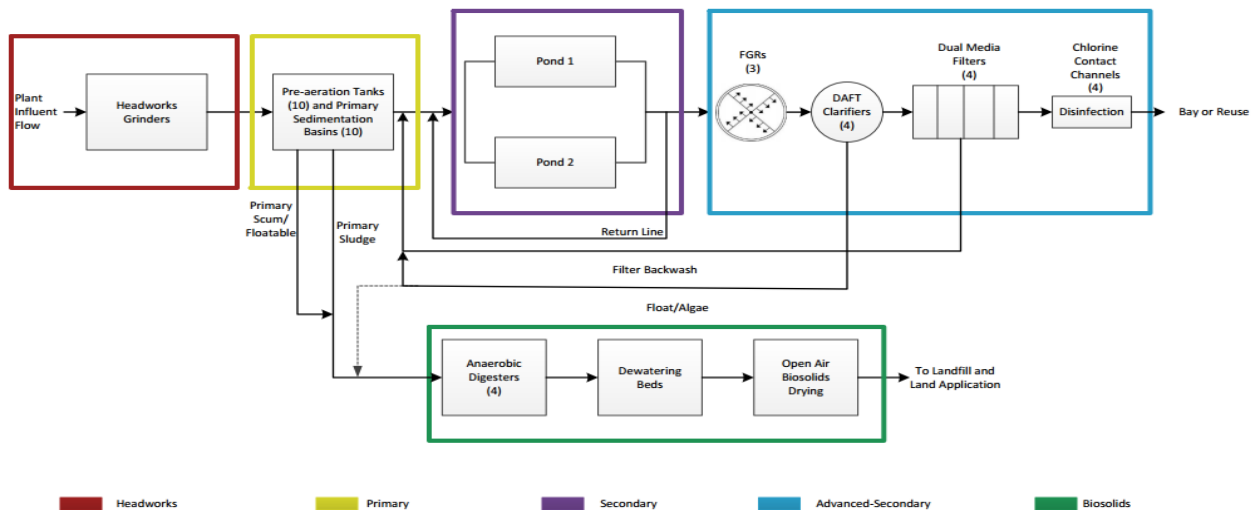 Plant
Influent
Flow
Headworks
Grinders
Pre-aeration Tanks
(10) and Primary
Sedimentation
Basins (10)
Pond 1
Pond 2
FGRs
(3)
DAFT
Clarifiers
(4)
Dual Media
Filters
(4)
Chlorine
Contact
Channels
(4)
Disinfection
Bay or Reuse
Primary
Scum/
Floatable
Primary
Sludge
Return Line
Filter Backwash
Float/Algae
Anaerobic
Digesters
(4)
Dewatering
Beds
Open Air
Biosolids
Drying
To Landfill and
Land Application
Headworks
Primary
Secondary
Advanced-Secondary
Biosolids